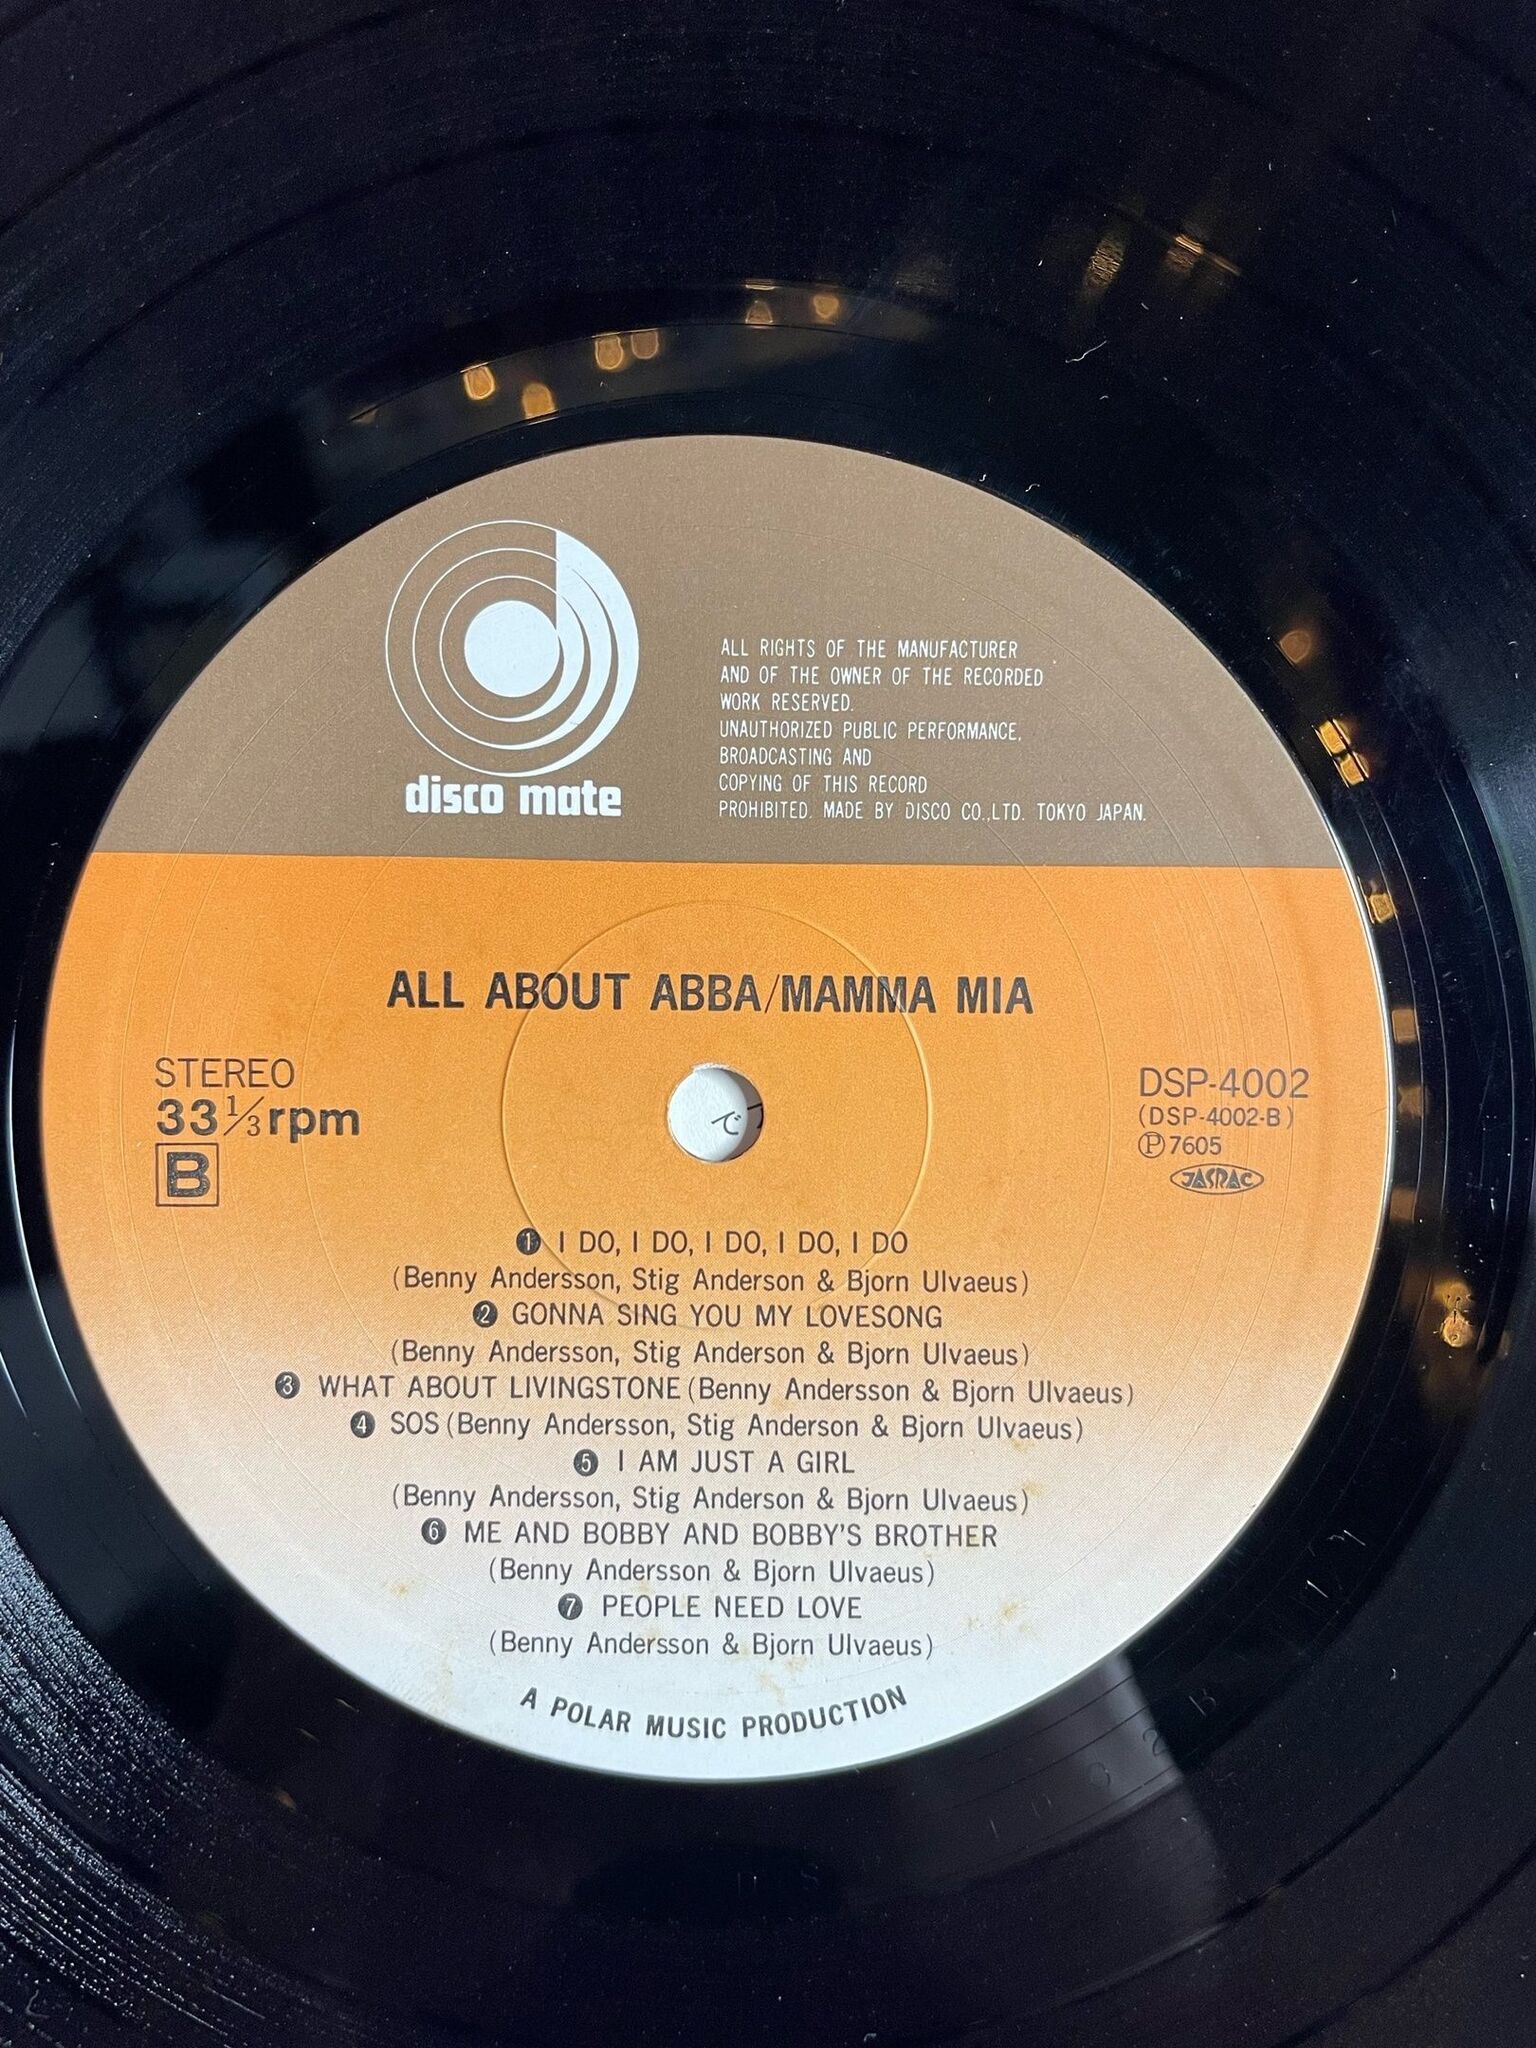 disco mate
ALL RIGHTS OF THE MANUFACTURER
AND OF THE OWNER OF THE RECORDED
WORK RESERVED.
UNAUTHORIZED PUBLIC PERFORMANCE,
BROADCASTING AND
COPYING OF THIS RECORD
PROHIBITED. MADE BY DISCO CO.,LTD. TOKYO JAPAN.
ALL ABOUT ABBA/MAMMA MIA
STEREO
33 1/3 rpm
B
DSP-4002
(DSP-4002-B)
Ⓟ7605
JASRAC
で
❶ I DO, I DO, I DO, I DO, I DO
(Benny Andersson, Stig Anderson & Bjorn Ulvaeus)
❷ GONNA SING YOU MY LOVESONG
(Benny Andersson, Stig Anderson & Bjorn Ulvaeus)
❸ WHAT ABOUT LIVINGSTONE (Benny Andersson & Bjorn Ulvaeus)
❹ SOS (Benny Andersson, Stig Anderson & Bjorn Ulvaeus)
❺ I AM JUST A GIRL
(Benny Andersson, Stig Anderson & Bjorn Ulvaeus)
❻ ME AND BOBBY AND BOBBY'S BROTHER
(Benny Andersson & Bjorn Ulvaeus)
❼ PEOPLE NEED LOVE
(Benny Andersson & Bjorn Ulvaeus)
A POLAR MUSIC PRODUCTION